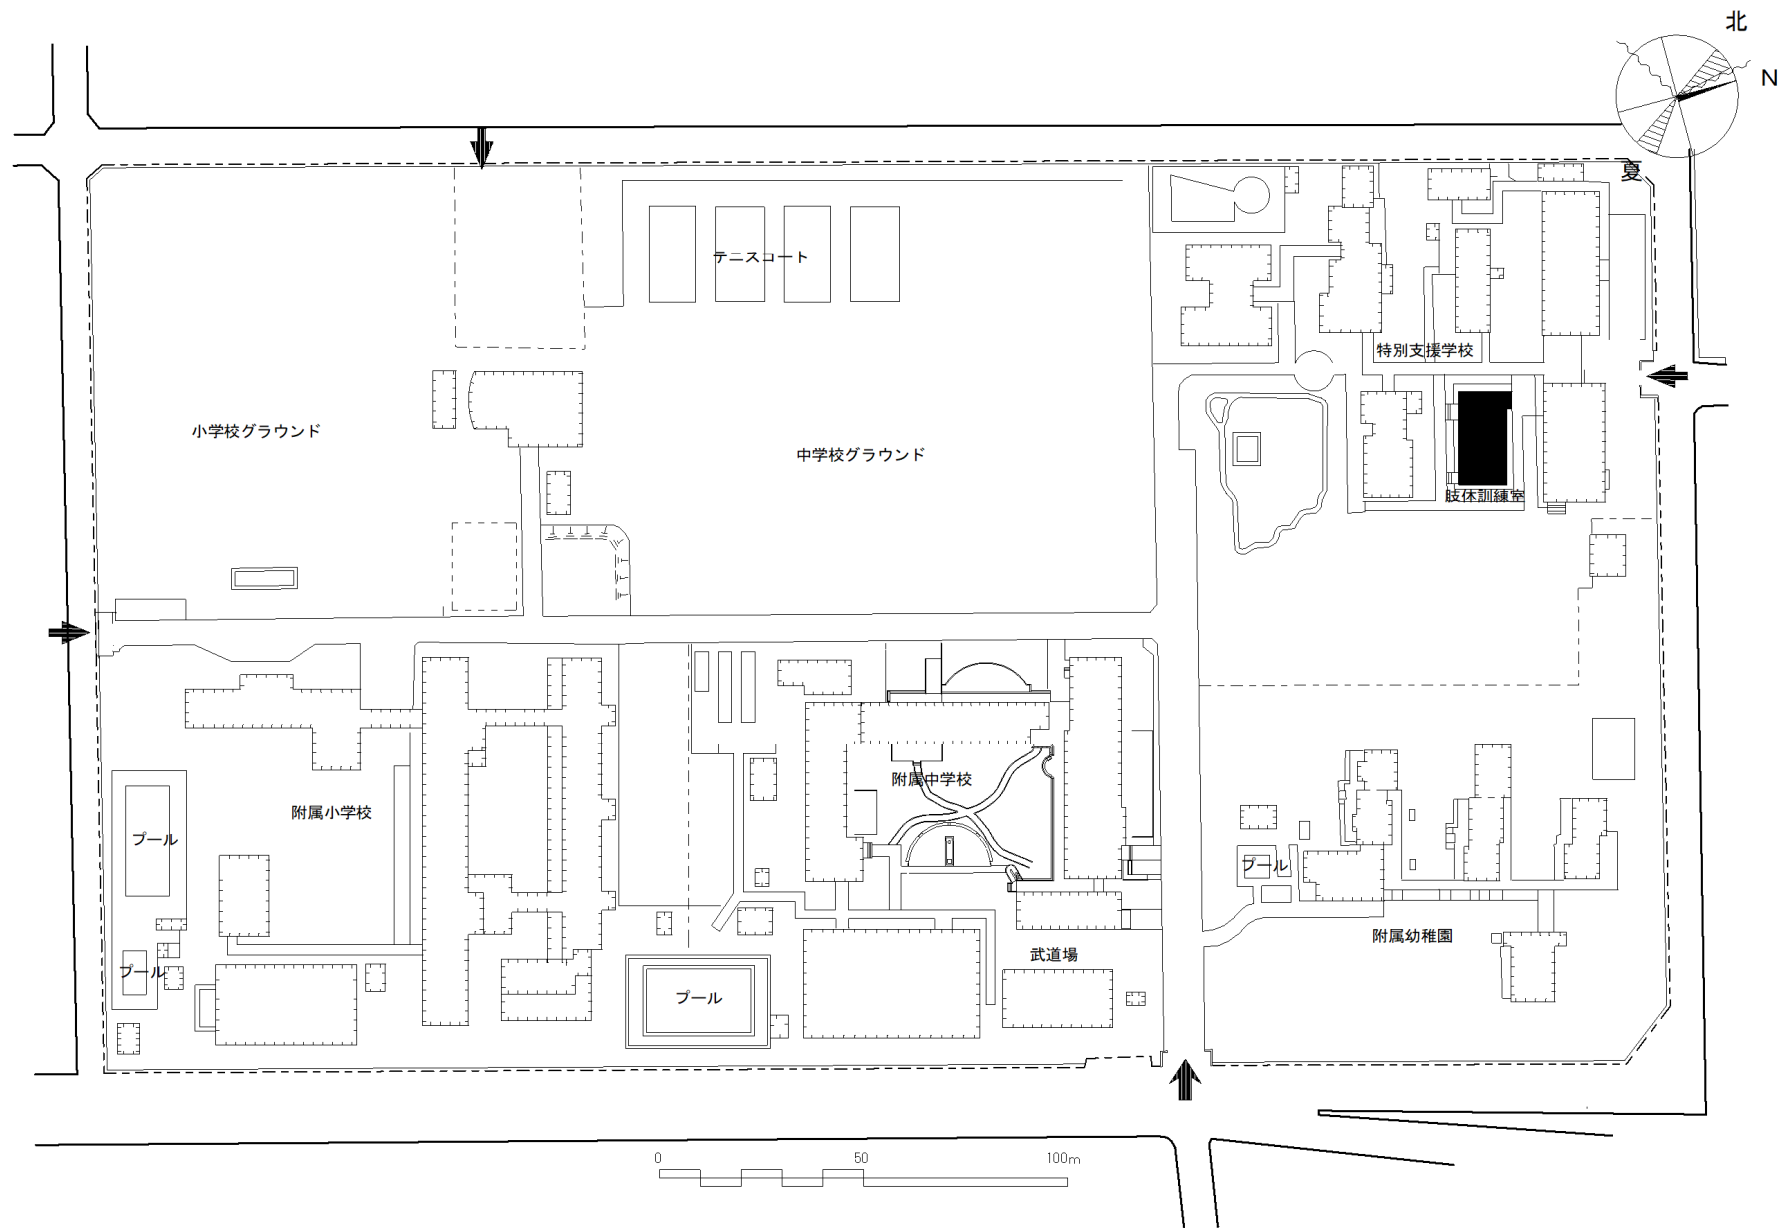 北
N
夏
テニスコート
特別支援学校
小学校グラウンド
中学校グラウンド
肢体訓練室
附属中学校
附属小学校
プール
プール
附属幼稚園
武道場
プール
プール
0 50 100m